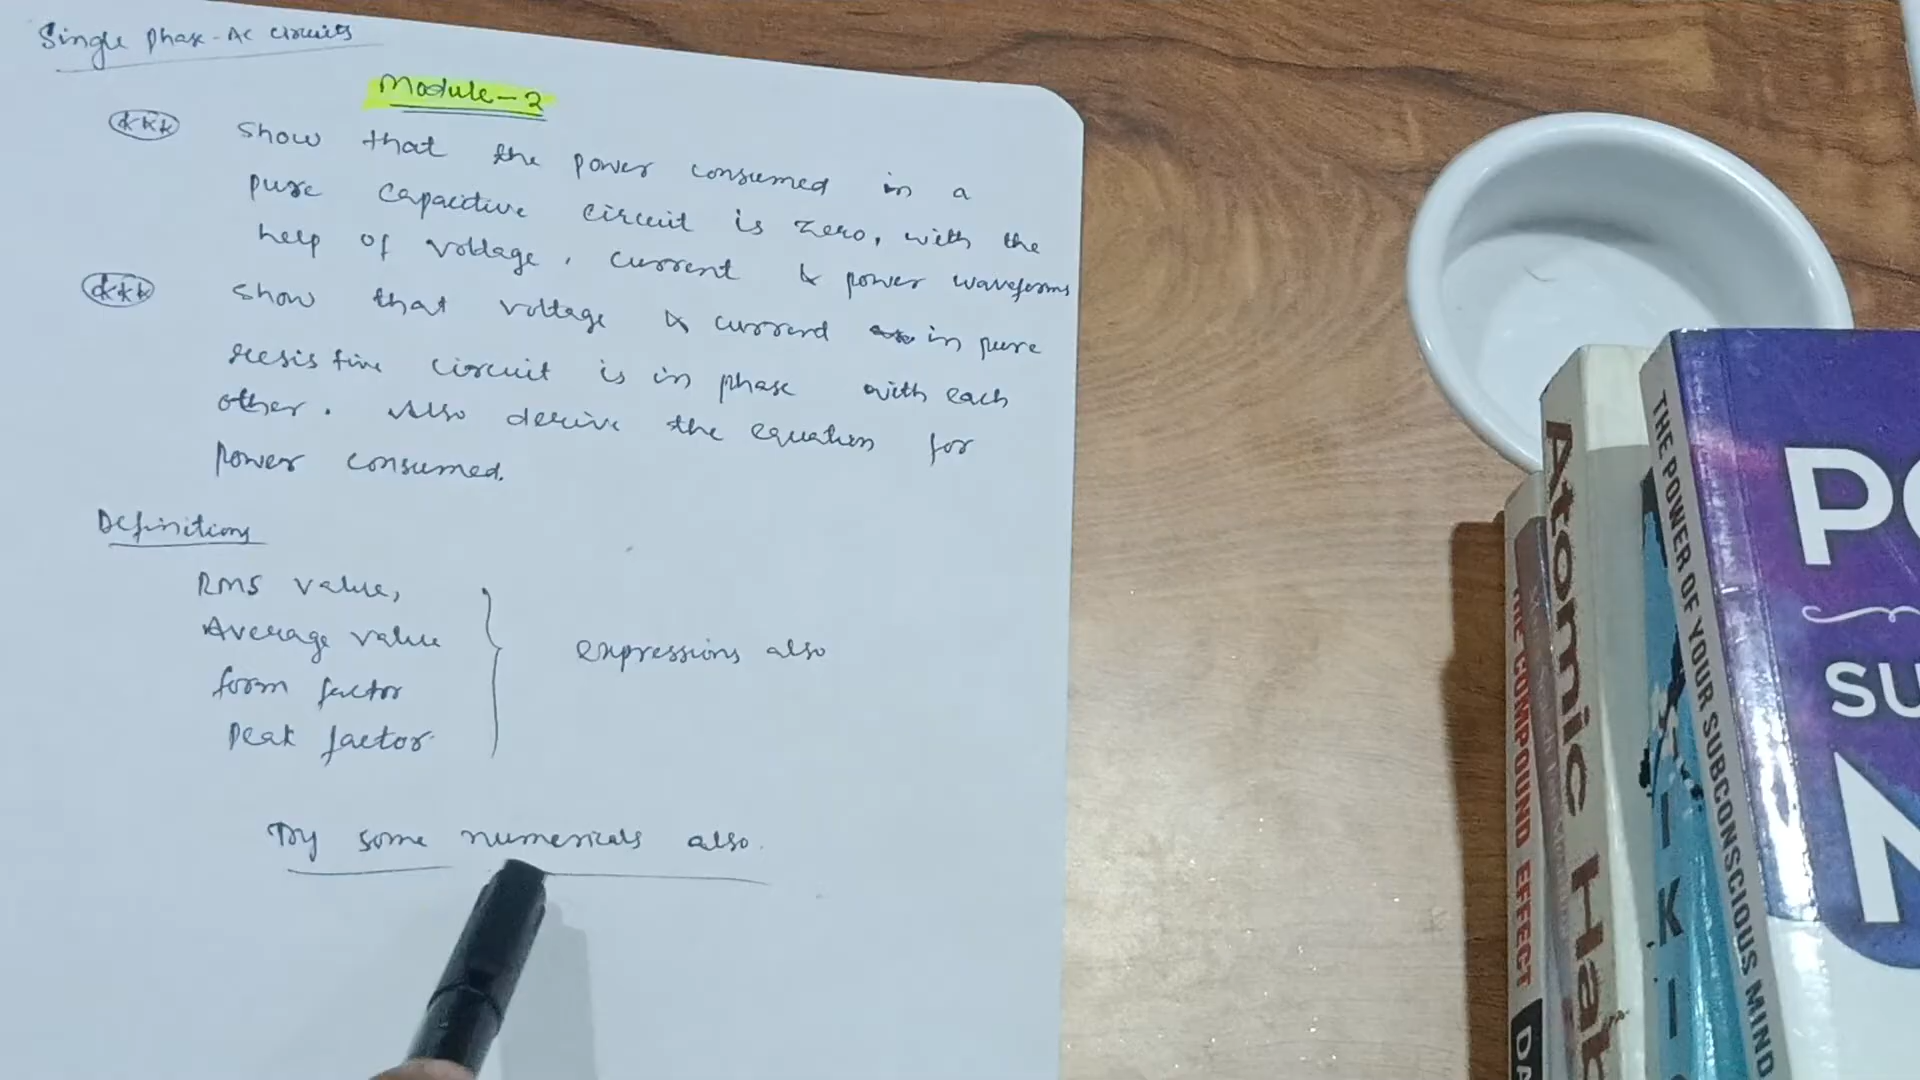 Single Phase-AC circuits
Module-2
show that the power consumed in a
pure capacitive circuit is zero, with the
help of voltage, current & power waveforms
show that voltage & current in pure
resistive circuit is in phase with each
other. Also derive the equation for
power consumed.
Definitions
RMS value,
Average value
form factor
Peak factor
expressions also
Try some numericals also.
Atomic Hab
THE COMPOUND EFFECT
DA
IKI
THE POWER OF YOUR SUBCONSCIOUS MIND
PO
SU
M